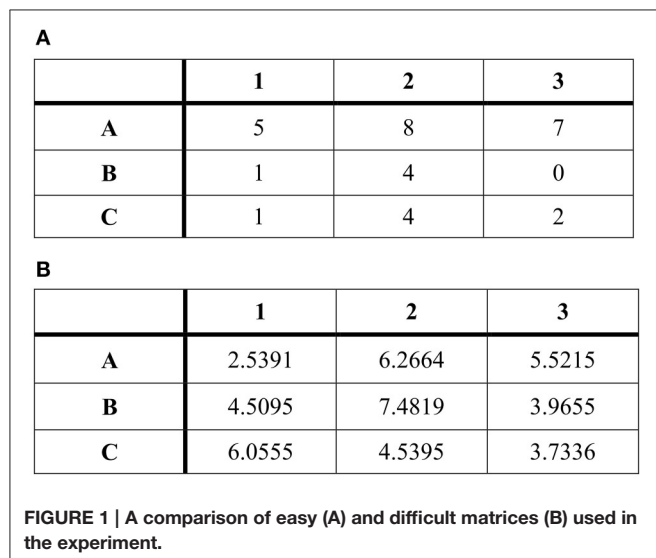 A
1 2 3
A 5 8 7
B 1 4 0
C 1 4 2
B
1 2 3
A 2.5391 6.2664 5.5215
B 4.5095 7.4819 3.9655
C 6.0555 4.5395 3.7336
FIGURE 1 | A comparison of easy (A) and difficult matrices (B) used in
the experiment.